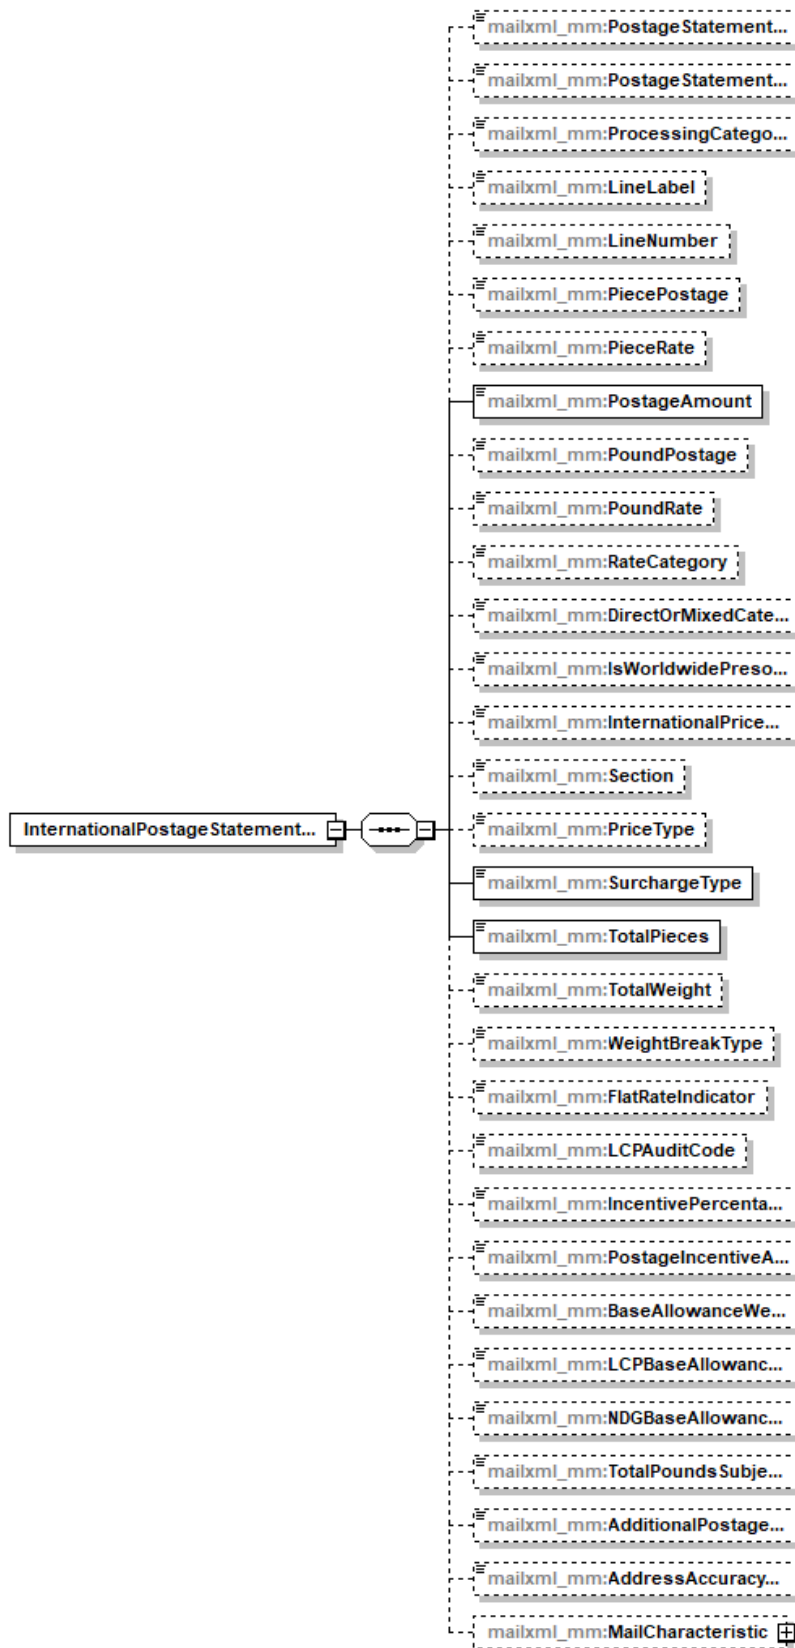 mailxml_mm:PostageStatement...
mailxml_mm:PostageStatement...
mailxml_mm:ProcessingCatego...
mailxml_mm:LineLabel
mailxml_mm:LineNumber
mailxml_mm:PiecePostage
mailxml_mm:PieceRate
mailxml_mm:PostageAmount
mailxml_mm:PoundPostage
mailxml_mm:PoundRate
mailxml_mm:RateCategory
mailxml_mm:DirectOrMixedCate...
mailxml_mm:IsWorldwidePreso...
mailxml_mm:InternationalPrice...
mailxml_mm:Section
InternationalPostageStatement...
mailxml_mm:PriceType
mailxml_mm:SurchargeType
mailxml_mm:TotalPieces
mailxml_mm:TotalWeight
mailxml_mm:WeightBreakType
mailxml_mm:FlatRateIndicator
mailxml_mm:LCPAuditCode
mailxml_mm:IncentivePercenta...
mailxml_mm:PostageIncentiveA...
mailxml_mm:BaseAllowanceWe...
mailxml_mm:LCPBaseAllowanc...
mailxml_mm:NDGBaseAllowanc...
mailxml_mm:TotalPoundsSubje...
mailxml_mm:AdditionalPostage...
mailxml_mm:AddressAccuracy...
mailxml_mm:MailCharacteristic